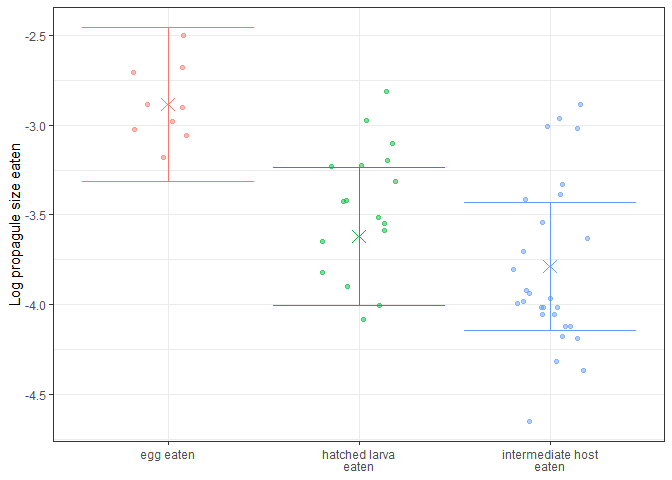 Log propagule size eaten
-2.5
-3.0
-3.5
-4.0
-4.5
egg eaten
hatched larva
eaten
intermediate host
eaten